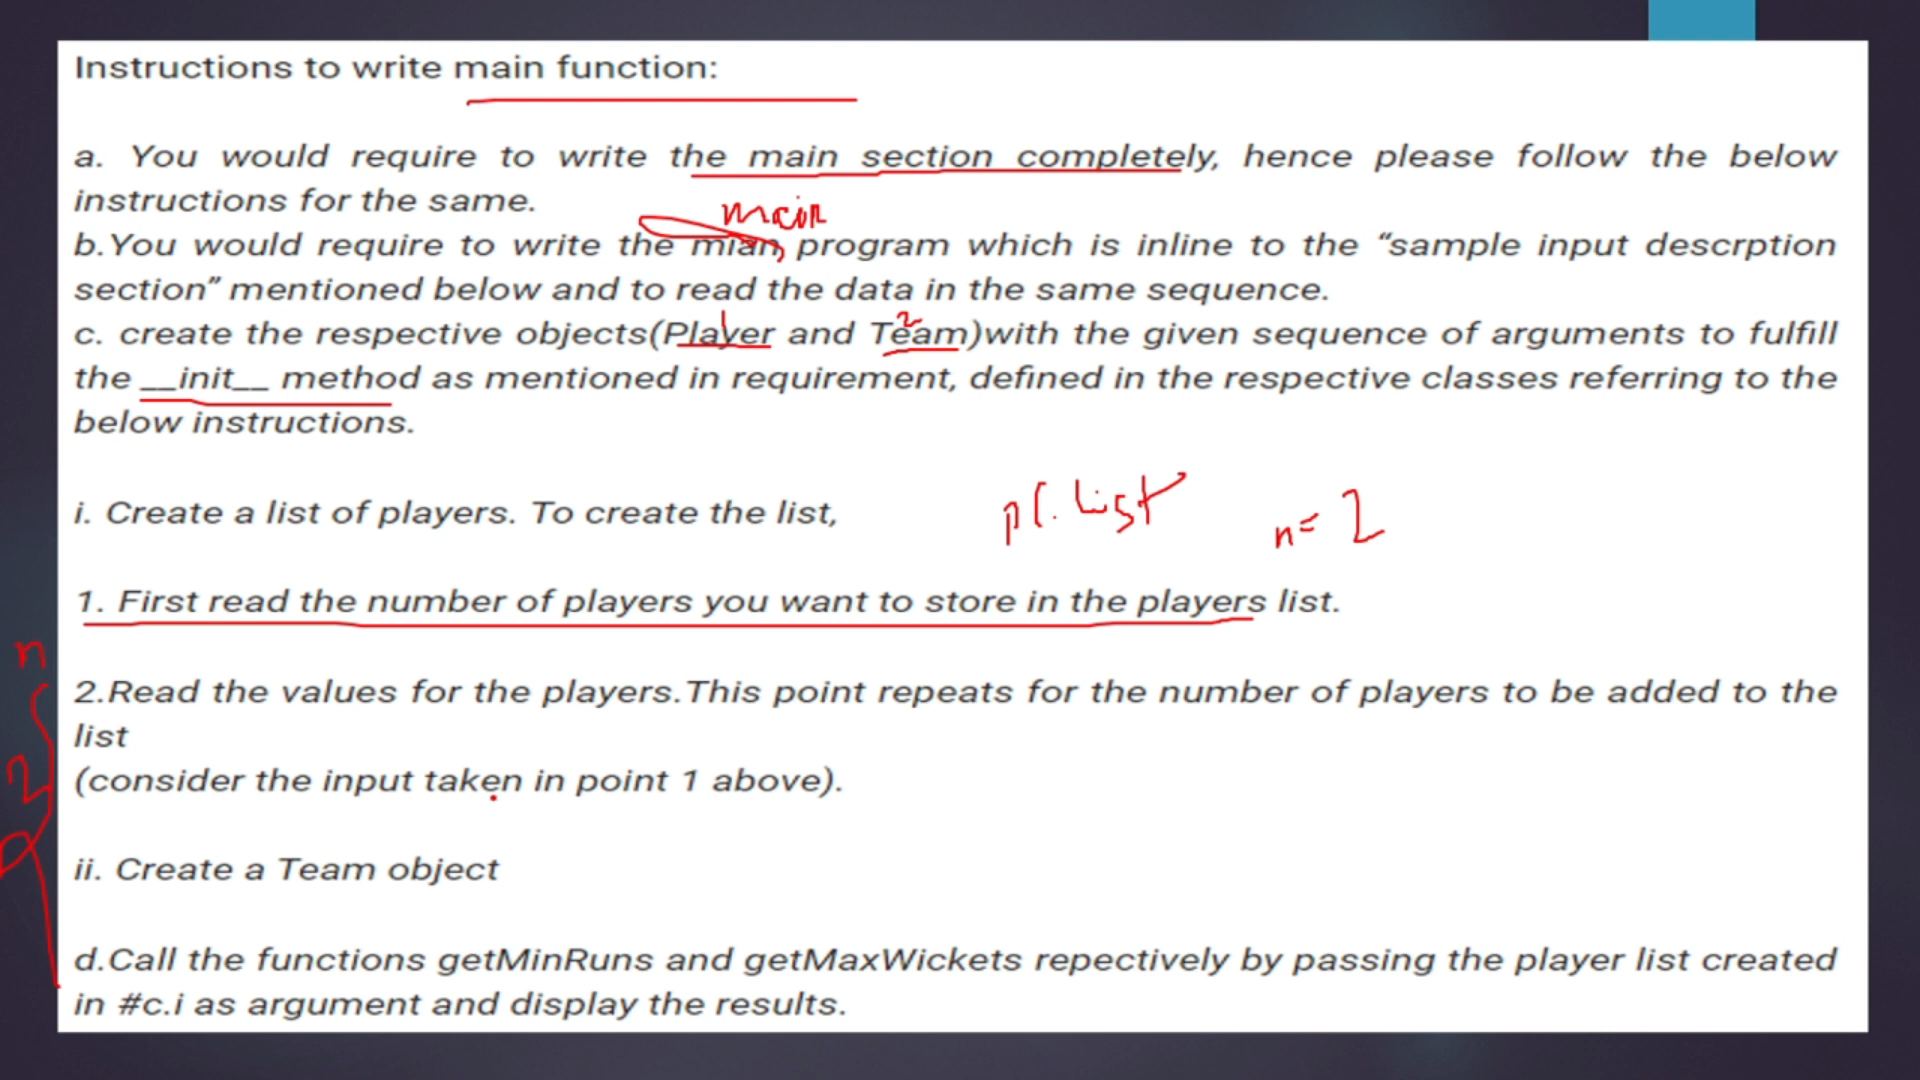 Instructions to write main function:
a. You would require to write the main section completely, hence please follow the below
instructions for the same.
main
b.You would require to write the mian program which is inline to the “sample input descrption
section” mentioned below and to read the data in the same sequence.
1 2
c. create the respective objects(Player and Team)with the given sequence of arguments to fulfill
the __init__ method as mentioned in requirement, defined in the respective classes referring to the
below instructions.
i. Create a list of players. To create the list,
pl. list n = 2
1. First read the number of players you want to store in the players list.
n
2.Read the values for the players.This point repeats for the number of players to be added to the
list
2
(consider the input taken in point 1 above).
ii. Create a Team object
d.Call the functions getMinRuns and getMaxWickets repectively by passing the player list created
in #c.i as argument and display the results.